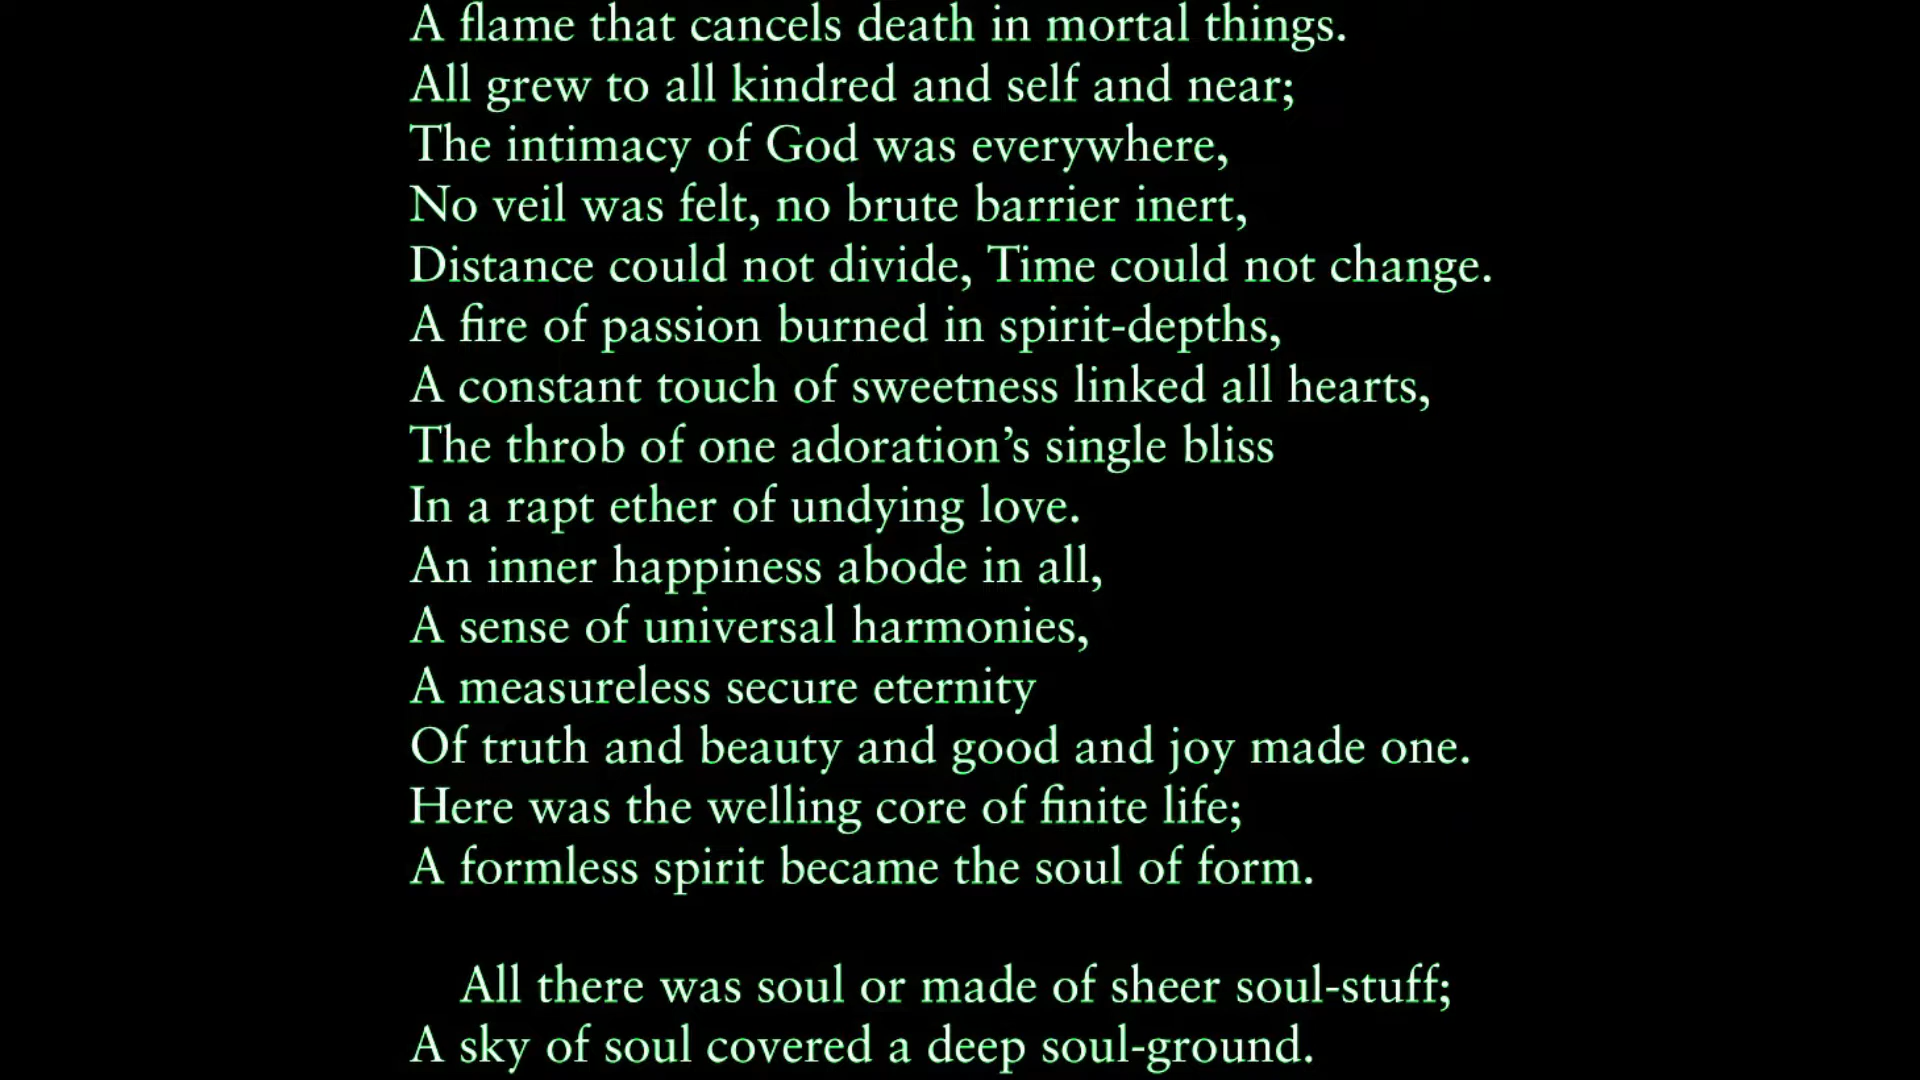 A flame that cancels death in mortal things.
All grew to all kindred and self and near;
The intimacy of God was everywhere,
No veil was felt, no brute barrier inert,
Distance could not divide, Time could not change.
A fire of passion burned in spirit-depths,
A constant touch of sweetness linked all hearts,
The throb of one adoration’s single bliss
In a rapt ether of undying love.
An inner happiness abode in all,
A sense of universal harmonies,
A measureless secure eternity
Of truth and beauty and good and joy made one.
Here was the welling core of finite life;
A formless spirit became the soul of form.
All there was soul or made of sheer soul-stuff;
A sky of soul covered a deep soul-ground.